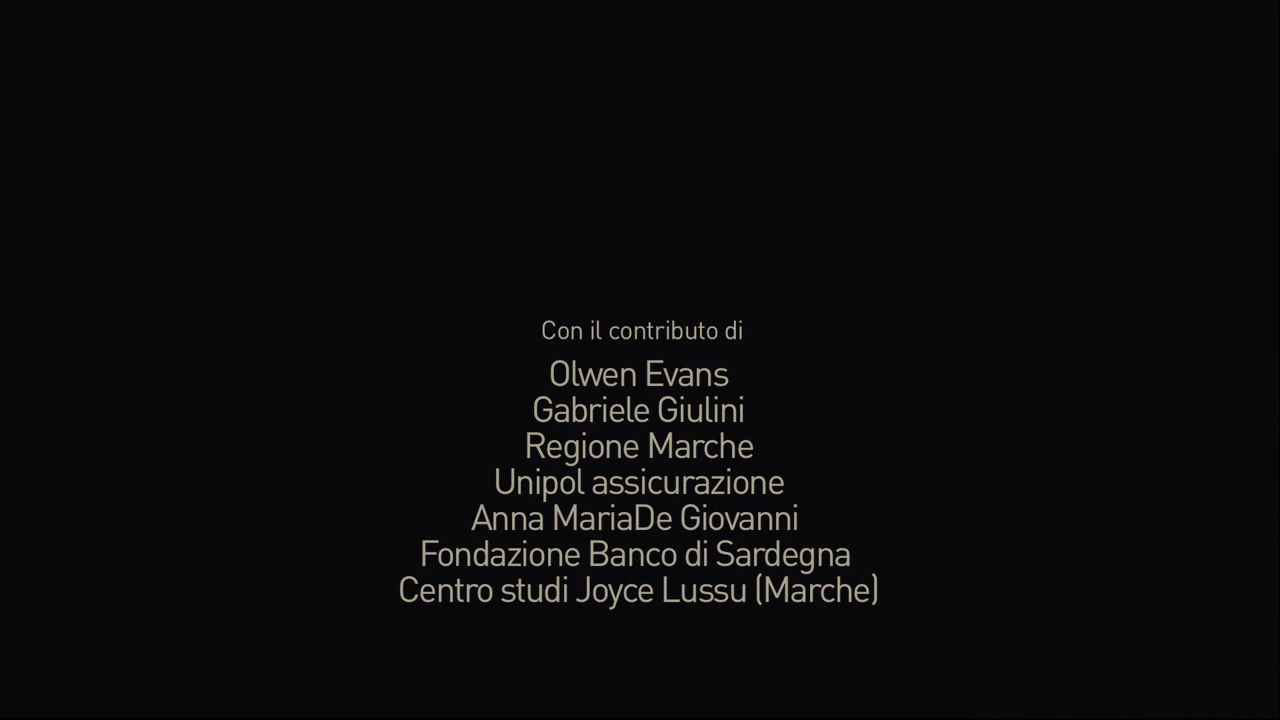 Con il contributo di
Olwen Evans
Gabriele Giulini
Regione Marche
Unipol assicurazione
Anna MariaDe Giovanni
Fondazione Banco di Sardegna
Centro studi Joyce Lussu (Marche)